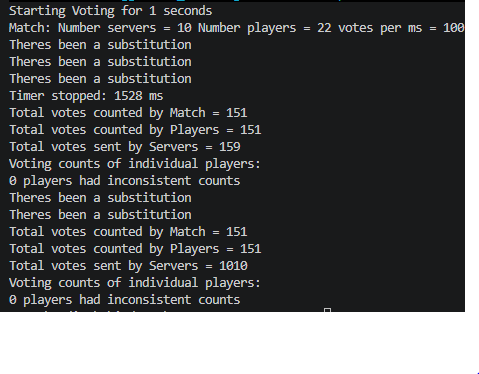 Starting Voting for 1 seconds
Match: Number servers = 10 Number players = 22 votes per ms = 100
Theres been a substitution
Theres been a substitution
Theres been a substitution
Timer stopped: 1528 ms
Total votes counted by Match = 151
Total votes counted by Players = 151
Total votes sent by Servers = 159
Voting counts of individual players:
0 players had inconsistent counts
Theres been a substitution
Theres been a substitution
Total votes counted by Match = 151
Total votes counted by Players = 151
Total votes sent by Servers = 1010
Voting counts of individual players:
0 players had inconsistent counts